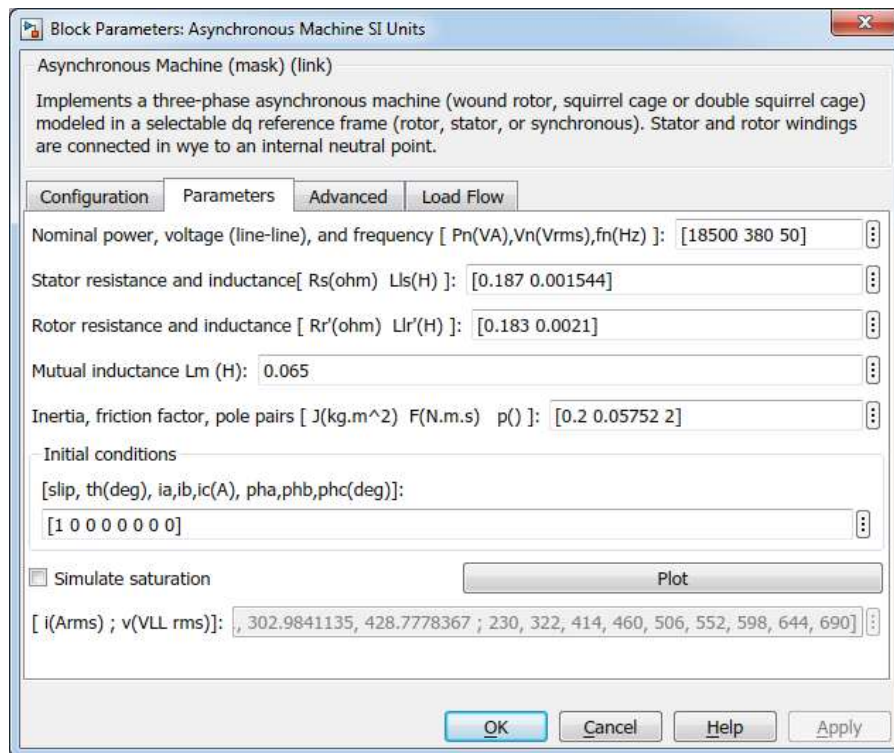 Block Parameters: Asynchronous Machine SI Units
Asynchronous Machine (mask) (link)
Implements a three-phase asynchronous machine (wound rotor, squirrel cage or double squirrel cage)
modeled in a selectable dq reference frame (rotor, stator, or synchronous). Stator and rotor windings
are connected in wye to an internal neutral point.
Configuration Parameters Advanced Load Flow
Nominal power, voltage (line-line), and frequency [ Pn(VA),Vn(Vrms),fn(Hz) ]: [18500 380 50]
Stator resistance and inductance[ Rs(ohm) Lls(H) ]: [0.187 0.001544]
Rotor resistance and inductance [ Rr'(ohm) Llr'(H) ]: [0.183 0.0021]
Mutual inductance Lm (H): 0.065
Inertia, friction factor, pole pairs [ J(kg.m^2) F(N.m.s) p() ]: [0.2 0.05752 2]
Initial conditions
[slip, th(deg), ia,ib,ic(A), pha,phb,phc(deg)]:
[1 0 0 0 0 0 0 0]
Simulate saturation Plot
[ i(Arms) ; v(VLL rms)]: , 302.9841135, 428.7778367 ; 230, 322, 414, 460, 506, 552, 598, 644, 690]
OK Cancel Help Apply